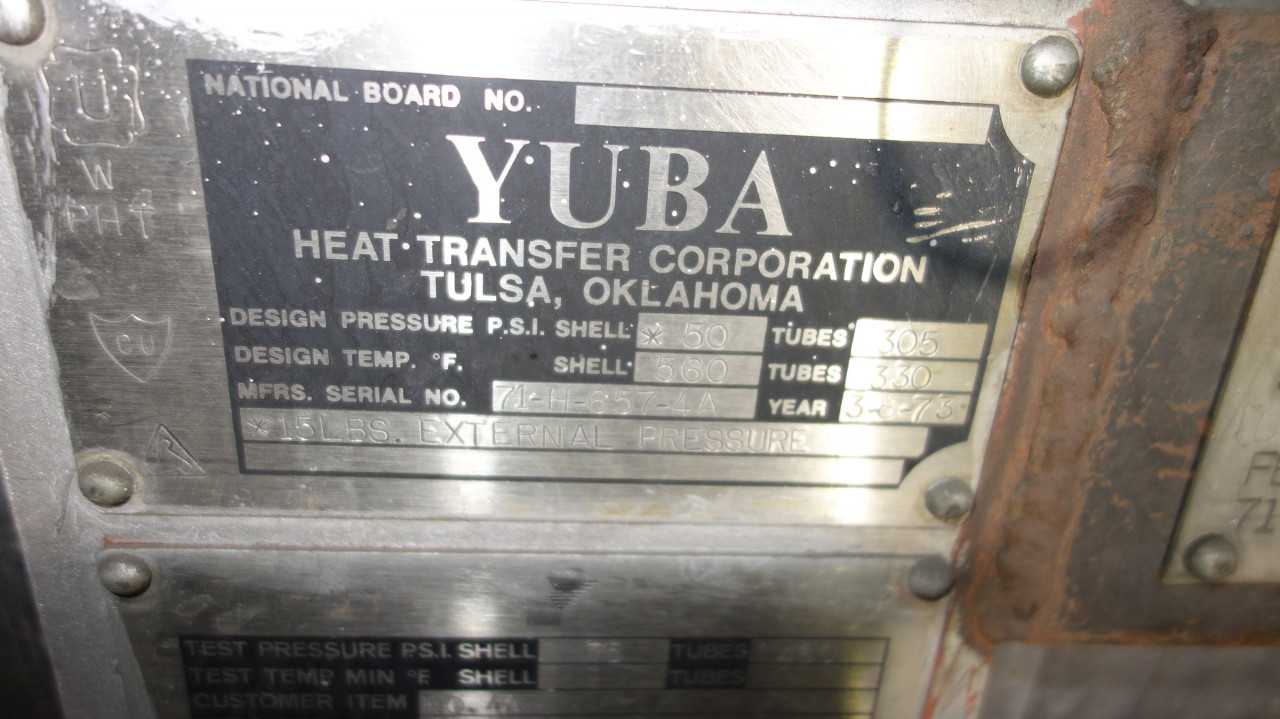 U
W
PHT
CU
NATIONAL BOARD NO.
YUBA
HEAT TRANSFER CORPORATION
TULSA, OKLAHOMA
DESIGN PRESSURE P.S.I. SHELL * 50 TUBES 305
DESIGN TEMP. °F. SHELL 560 TUBES 330
MFRS. SERIAL NO. 71-H-657-4A YEAR 3-8-73
*15LBS. EXTERNAL PRESSURE
TEST PRESSURE P.S.I. SHELL TUBES
TEST TEMP MIN °F SHELL TUBES
CUSTOMER ITEM
71